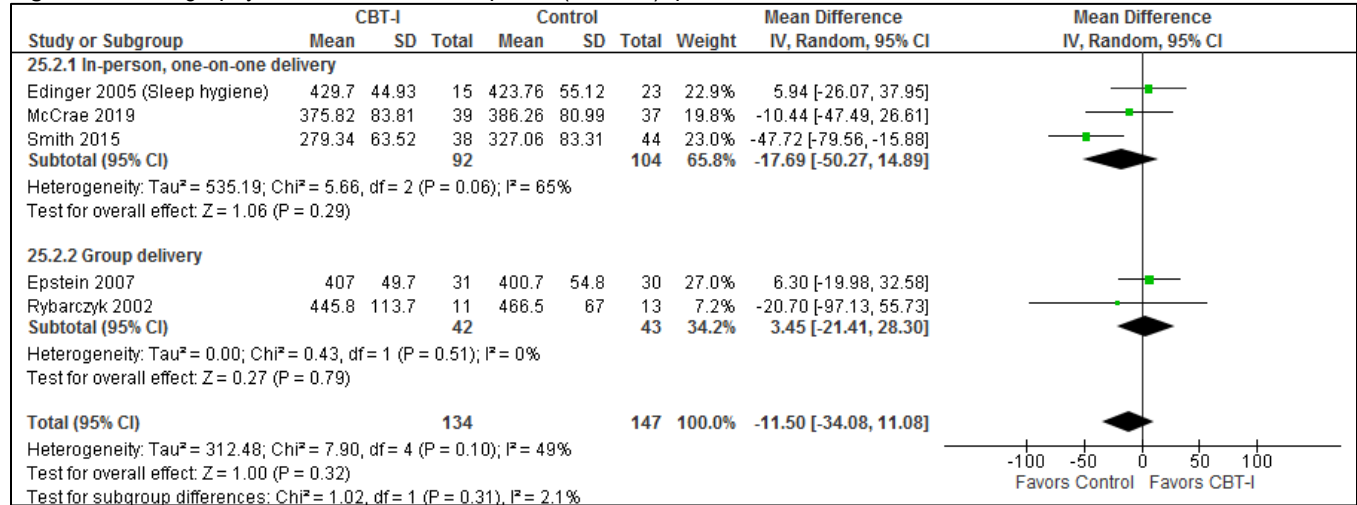 CBT-I Control Mean Difference Mean Difference
Study or Subgroup Mean SD Total Mean SD Total Weight IV, Random, 95% CI IV, Random, 95% CI
25.2.1 In-person, one-on-one delivery
Edinger 2005 (Sleep hygiene) 429.7 44.93 15 423.76 55.12 23 22.9% 5.94 [-26.07, 37.95]
McCrae 2019 375.82 83.81 39 386.26 80.99 37 19.8% -10.44 [-47.49, 26.61]
Smith 2015 279.34 63.52 38 327.06 83.31 44 23.0% -47.72 [-79.56, -15.88]
Subtotal (95% CI) 92 104 65.8% -17.69 [-50.27, 14.89]
Heterogeneity: Tau² = 535.19; Chi² = 5.66, df = 2 (P = 0.06); I² = 65%
Test for overall effect: Z = 1.06 (P = 0.29)
25.2.2 Group delivery
Epstein 2007 407 49.7 31 400.7 54.8 30 27.0% 6.30 [-19.98, 32.58]
Rybarczyk 2002 445.8 113.7 11 466.5 67 13 7.2% -20.70 [-97.13, 55.73]
Subtotal (95% CI) 42 43 34.2% 3.45 [-21.41, 28.30]
Heterogeneity: Tau² = 0.00; Chi² = 0.43, df = 1 (P = 0.51); I² = 0%
Test for overall effect: Z = 0.27 (P = 0.79)
Total (95% CI) 134 147 100.0% -11.50 [-34.08, 11.08]
Heterogeneity: Tau² = 312.48; Chi² = 7.90, df = 4 (P = 0.10); I² = 49%
Test for overall effect: Z = 1.00 (P = 0.32)
Test for subgroup differences: Chi² = 1.02, df = 1 (P = 0.31), I² = 2.1%
-100 -50 0 50 100
Favors Control Favors CBT-I